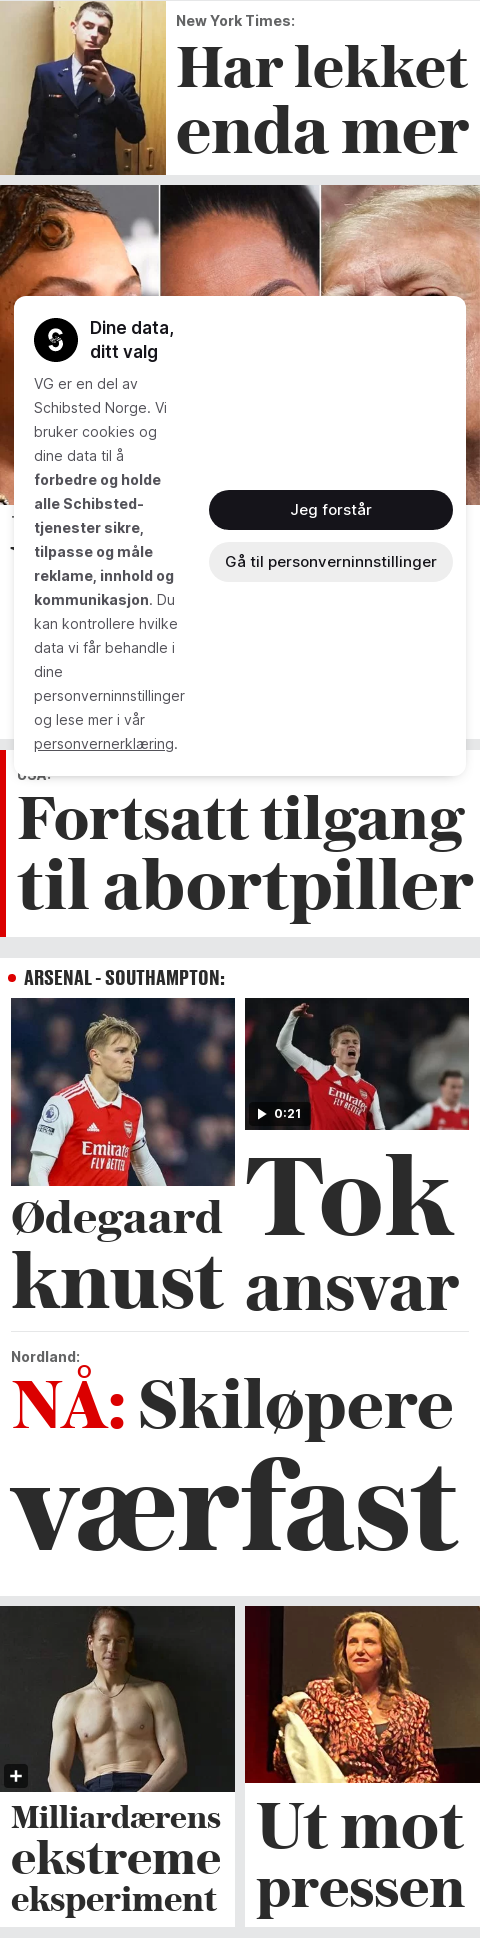 New York Times:
Har lekket
enda mer
Dine data,
ditt valg
VG er en del av
Schibsted Norge. Vi
bruker cookies og
dine data til å
forbedre og holde
alle Schibsted-
tjenester sikre,
tilpasse og måle
reklame, innhold og
kommunikasjon. Du
kan kontrollere hvilke
data vi får behandle i
dine
personverninnstillinger
og lese mer i vår
personvernerklæring.
Jeg forstår
Gå til personverninnstillinger
USA:
Fortsatt tilgang
til abortpiller
ARSENAL - SOUTHAMPTON:
Emirates
FLY BETTER
Emirates
FLY BETTER
0:21
Ødegaard
knust
Tok
ansvar
Nordland:
NÅ: Skiløpere
værfast
Milliardærens
ekstreme
eksperiment
Ut mot
pressen